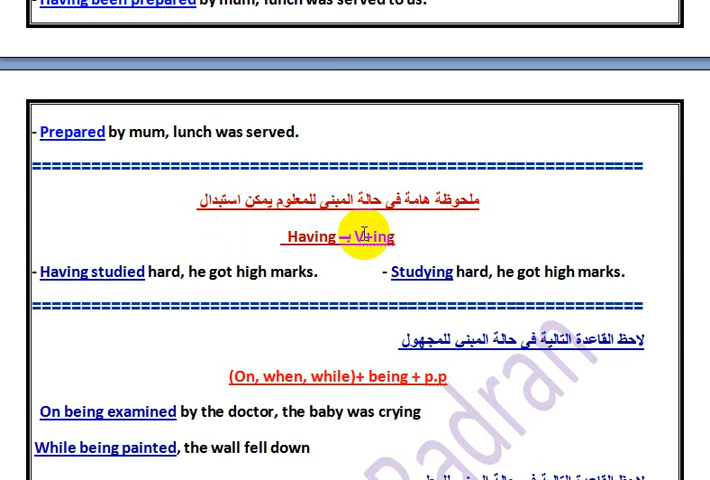 - Having been prepared by mum, lunch was served to us.
- Prepared by mum, lunch was served.
ملحوظة هامة فى حالة المبنى للمعلوم يمكن استبدال
Having بـ V+ing
- Having studied hard, he got high marks. - Studying hard, he got high marks.
لاحظ القاعدة التالية فى حالة المبنى للمجهول
(On, when, while)+ being + p.p
On being examined by the doctor, the baby was crying
While being painted, the wall fell down
Badran